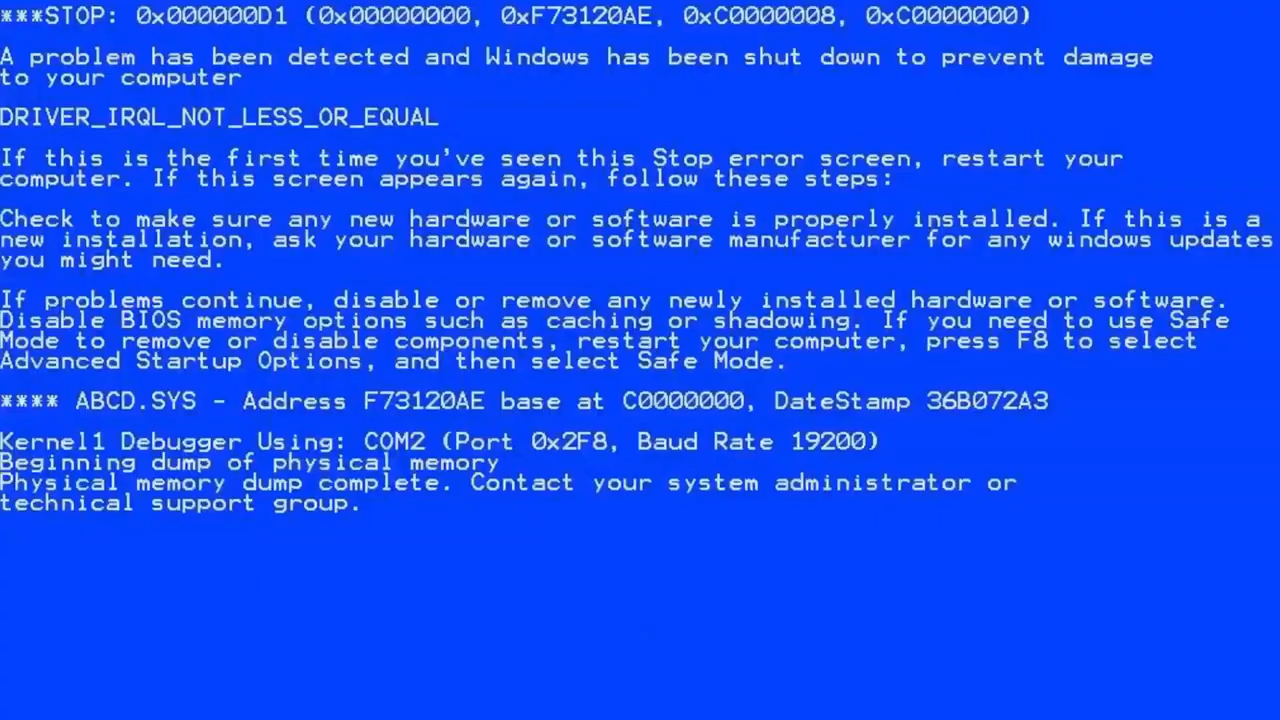 ***STOP: 0x000000D1 (0x00000000, 0xF73120AE, 0xC0000008, 0xC0000000)
A problem has been detected and Windows has been shut down to prevent damage
to your computer
DRIVER_IRQL_NOT_LESS_OR_EQUAL
If this is the first time you've seen this Stop error screen, restart your
computer. If this screen appears again, follow these steps:
Check to make sure any new hardware or software is properly installed. If this is a
new installation, ask your hardware or software manufacturer for any windows updates
you might need.
If problems continue, disable or remove any newly installed hardware or software.
Disable BIOS memory options such as caching or shadowing. If you need to use Safe
Mode to remove or disable components, restart your computer, press F8 to select
Advanced Startup Options, and then select Safe Mode.
**** ABCD.SYS - Address F73120AE base at C0000000, DateStamp 36B072A3
Kernel1 Debugger Using: COM2 (Port 0x2F8, Baud Rate 19200)
Beginning dump of physical memory
Physical memory dump complete. Contact your system administrator or
technical support group.